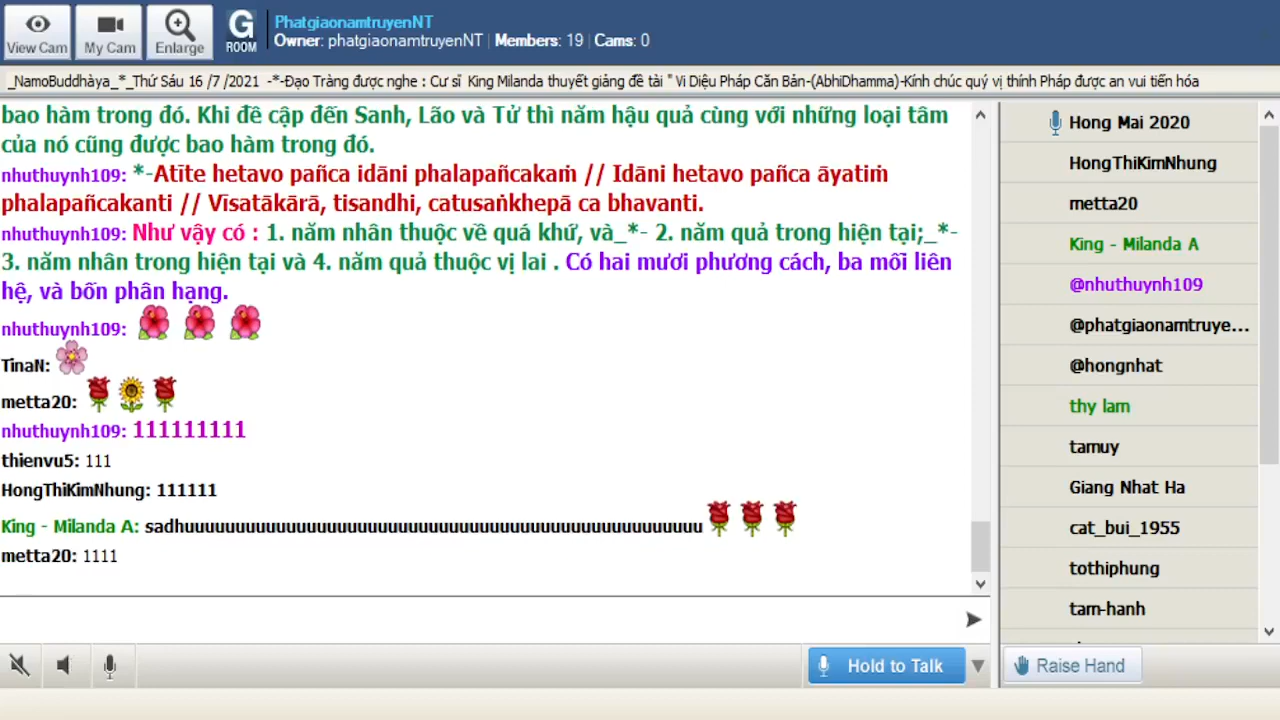 View Cam
My Cam
Enlarge
G
ROOM
PhatgiaonamtruyenNT
Owner: phatgiaonamtruyenNT | Members: 19 | Cams: 0
_NamoBuddhàya_*_Thứ Sáu 16 /7 /2021 -*-Đạo Tràng được nghe : Cư sĩ King Milanda thuyết giảng đề tài " Vi Diệu Pháp Căn Bản-(AbhiDhamma)-Kính chúc quý vị thính Pháp được an vui tiến hóa
bao hàm trong đó. Khi đề cập đến Sanh, Lão và Tử thì năm hậu quả cùng với những loại tâm
của nó cũng được bao hàm trong đó.
nhuthuynh109: *-Atīte hetavo pañca idāni phalapañcakaṁ // Idāni hetavo pañca āyatiṁ
phalapañcakanti // Vīsatākārā, tisandhi, catusaṅkhepā ca bhavanti.
nhuthuynh109: Như vậy có : 1. năm nhân thuộc về quá khứ, và_*- 2. năm quả trong hiện tại;_*-
3. năm nhân trong hiện tại và 4. năm quả thuộc vị lai . Có hai mươi phương cách, ba mối liên
hệ, và bốn phân hạng.
nhuthuynh109:
TinaN:
metta20:
nhuthuynh109: 111111111
thienvu5: 111
HongThiKimNhung: 111111
King - Milanda A: sadhuuuuuuuuuuuuuuuuuuuuuuuuuuuuuuuuuuuuuuuuuuuuuuuuuuu
metta20: 1111
Hong Mai 2020
HongThiKimNhung
metta20
King - Milanda A
@nhuthuynh109
@phatgiaonamtruye...
@hongnhat
thy lam
tamuy
Giang Nhat Ha
cat_bui_1955
tothiphung
tam-hanh
Hold to Talk
Raise Hand